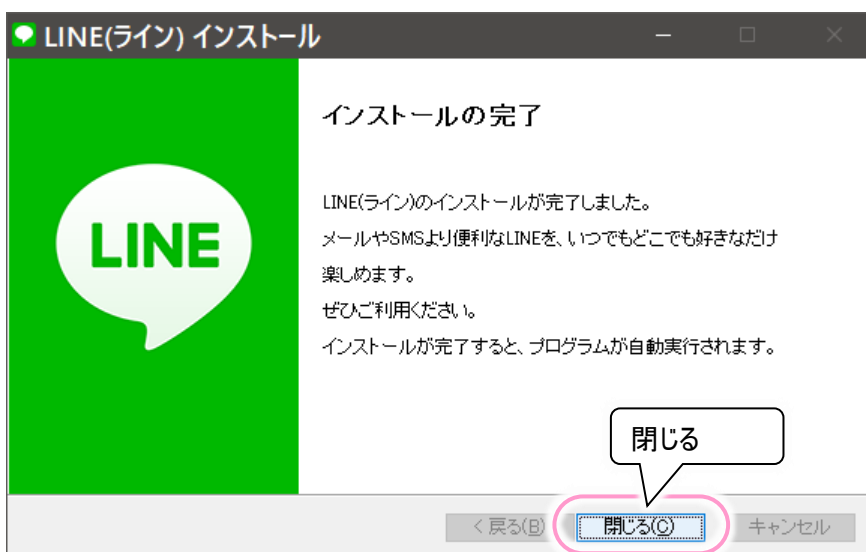 LINE(ライン) インストール
インストールの完了
LINE
LINE(ライン)のインストールが完了しました。
メールやSMSより便利なLINEを、いつでもどこでも好きなだけ
楽しめます。
ぜひご利用ください。
インストールが完了すると、プログラムが自動実行されます。
閉じる
< 戻る(B) 閉じる(C) キャンセル